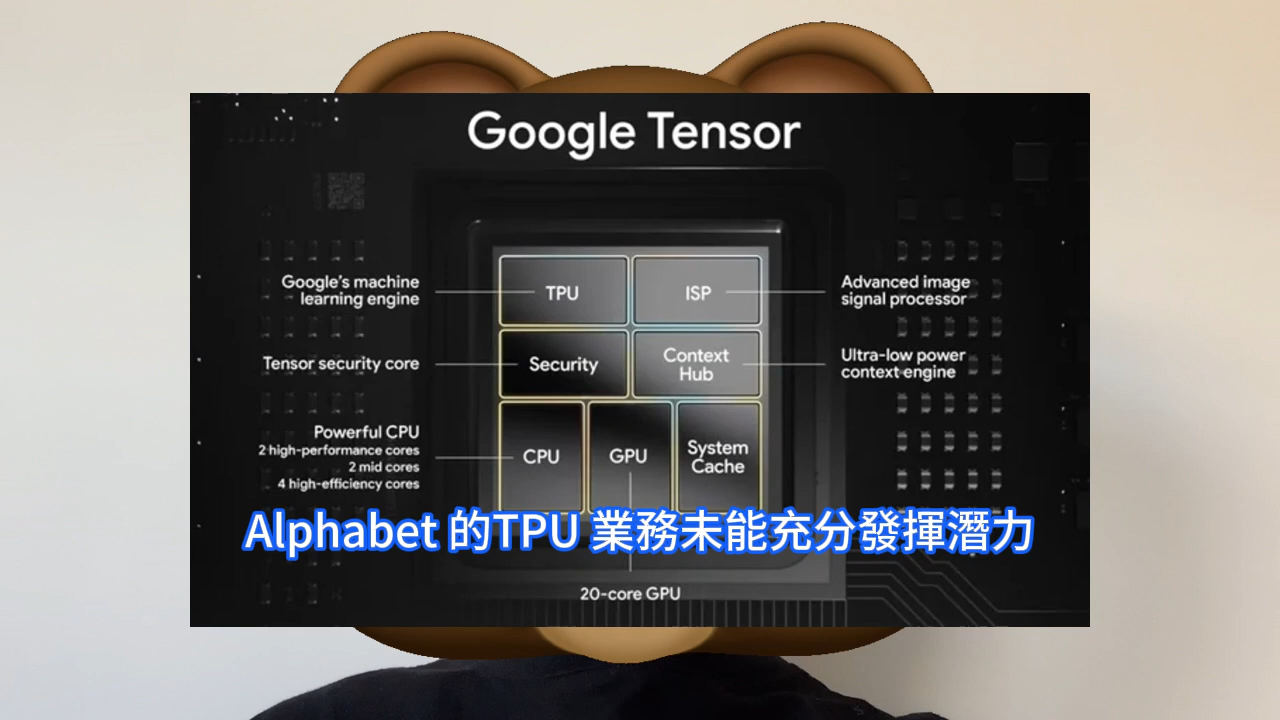 Google Tensor
Google's machine
learning engine
TPU
ISP
Advanced image
signal processor
Tensor security core
Security
Context
Hub
Ultra-low power
context engine
Powerful CPU
2 high-performance cores
2 mid cores
4 high-efficiency cores
CPU
GPU
System
Cache
Alphabet 的TPU 業務未能充分發揮潛力
20-core GPU